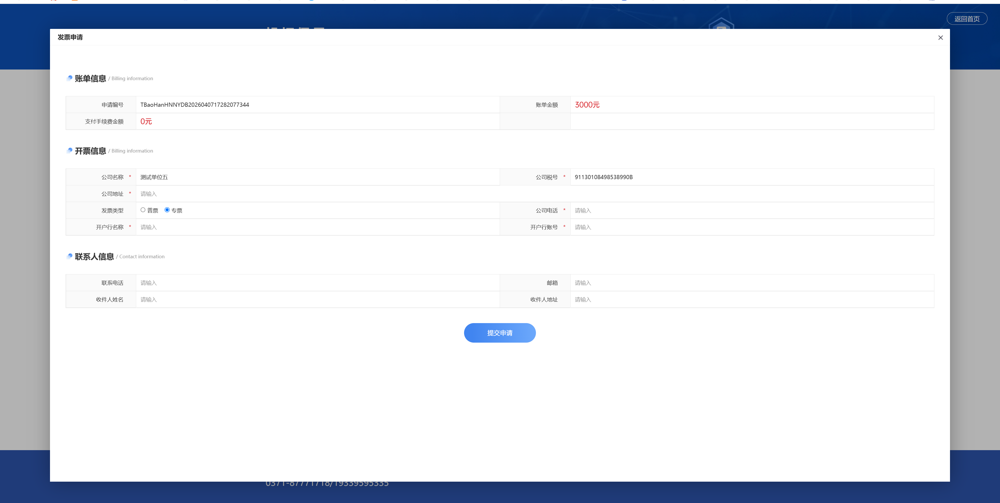 返回首页
发票申请
账单信息 / Billing information
申请编号 TBaoHanHNNYDB2026040717282077344 账单金额 3000元
支付手续费金额 0元
开票信息 / Billing information
公司名称 * 测试单位五 公司税号 * 91130108498538990B
公司地址 * 请输入
发票类型 普票 专票 公司电话 * 请输入
开户行名称 * 请输入 开户行账号 * 请输入
联系人信息 / Contact information
联系电话 请输入 邮箱 请输入
收件人姓名 请输入 收件人地址 请输入
提交申请
0371-87771718/19339595335